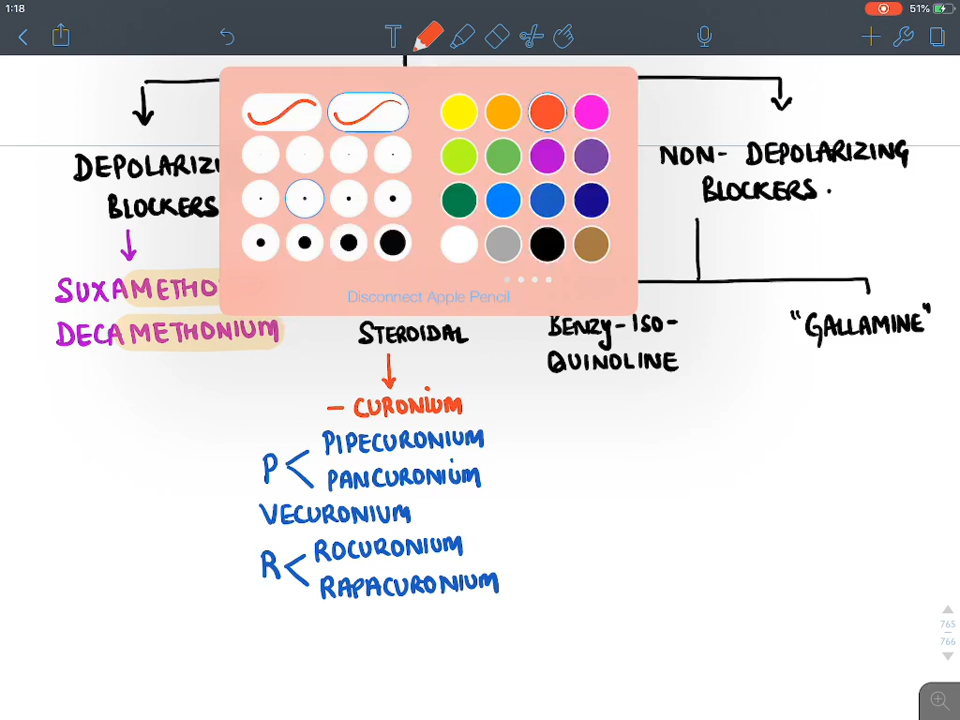 1:18
51%
T
DEPOLARIZI
BLOCKERS
SUXAMETHO
DECAMETHONIUM
Disconnect Apple Pencil
NON-DEPOLARIZING
BLOCKERS.
STEROIDAL
BENZY-ISO-
QUINOLINE
"GALLAMINE"
- CURONIUM
P < PIPECURONIUM
PANCURONIUM
VECURONIUM
R < ROCURONIUM
RAPACURONIUM
765
766